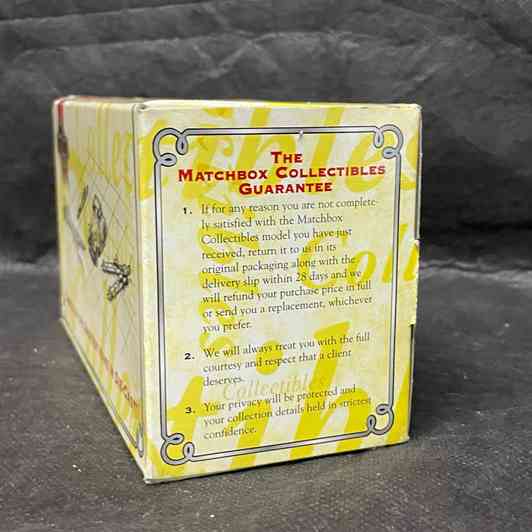 THE
MATCHBOX COLLECTIBLES
GUARANTEE
1. If for any reason you are not complete-
ly satisfied with the Matchbox
Collectibles model you have just
received, return it to us in its
original packaging along with the
delivery slip within 28 days and we
will refund your purchase price in full
or send you a replacement, whichever
you prefer.
2. We will always treat you with the full
courtesy and respect that a client
deserves.
Collectibles
3. Your privacy will be protected and
your collection details held in strictest
confidence.